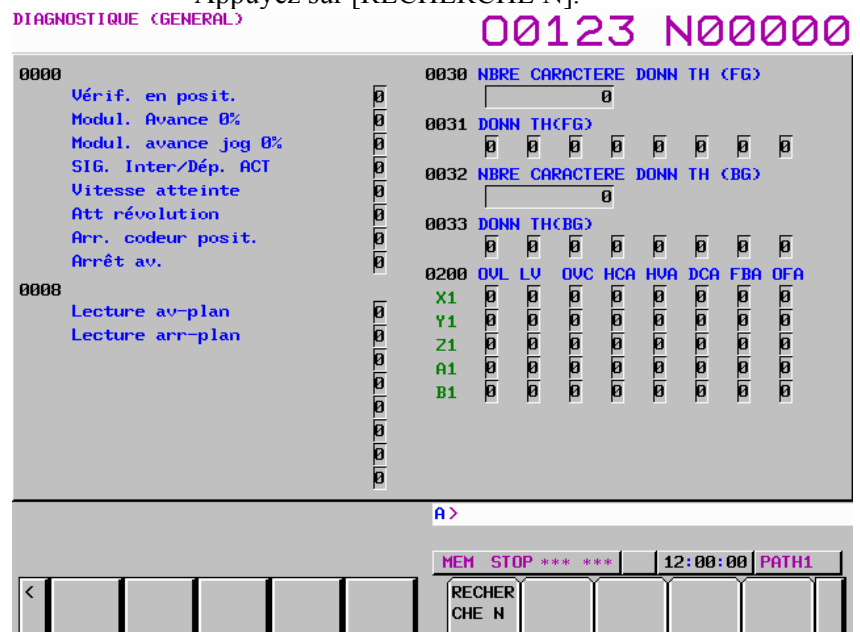 Appuyez sur [RECHERCHE N].
DIAGNOSTIQUE (GENERAL)
O0123 N00000
0000
Vérif. en posit. 0
Modul. Avance 0% 0
Modul. avance jog 0% 0
SIG. Inter/Dép. ACT 0
Vitesse atteinte 0
Att révolution 0
Arr. codeur posit. 0
Arrêt av. 0
0008
Lecture av-plan 0
Lecture arr-plan 0
0
0
0
0
0
0
0030 NBRE CARACTERE DONN TH (FG)
0
0031 DONN TH(FG)
0 0 0 0 0 0 0 0
0032 NBRE CARACTERE DONN TH (BG)
0
0033 DONN TH(BG)
0 0 0 0 0 0 0 0
0200 OVL LV OVC HCA HVA DCA FBA OFA
X1 0 0 0 0 0 0 0 0
Y1 0 0 0 0 0 0 0 0
Z1 0 0 0 0 0 0 0 0
A1 0 0 0 0 0 0 0 0
B1 0 0 0 0 0 0 0 0
A>
MEM STOP *** *** 12:00:00 PATH1
<
RECHER
CHE N